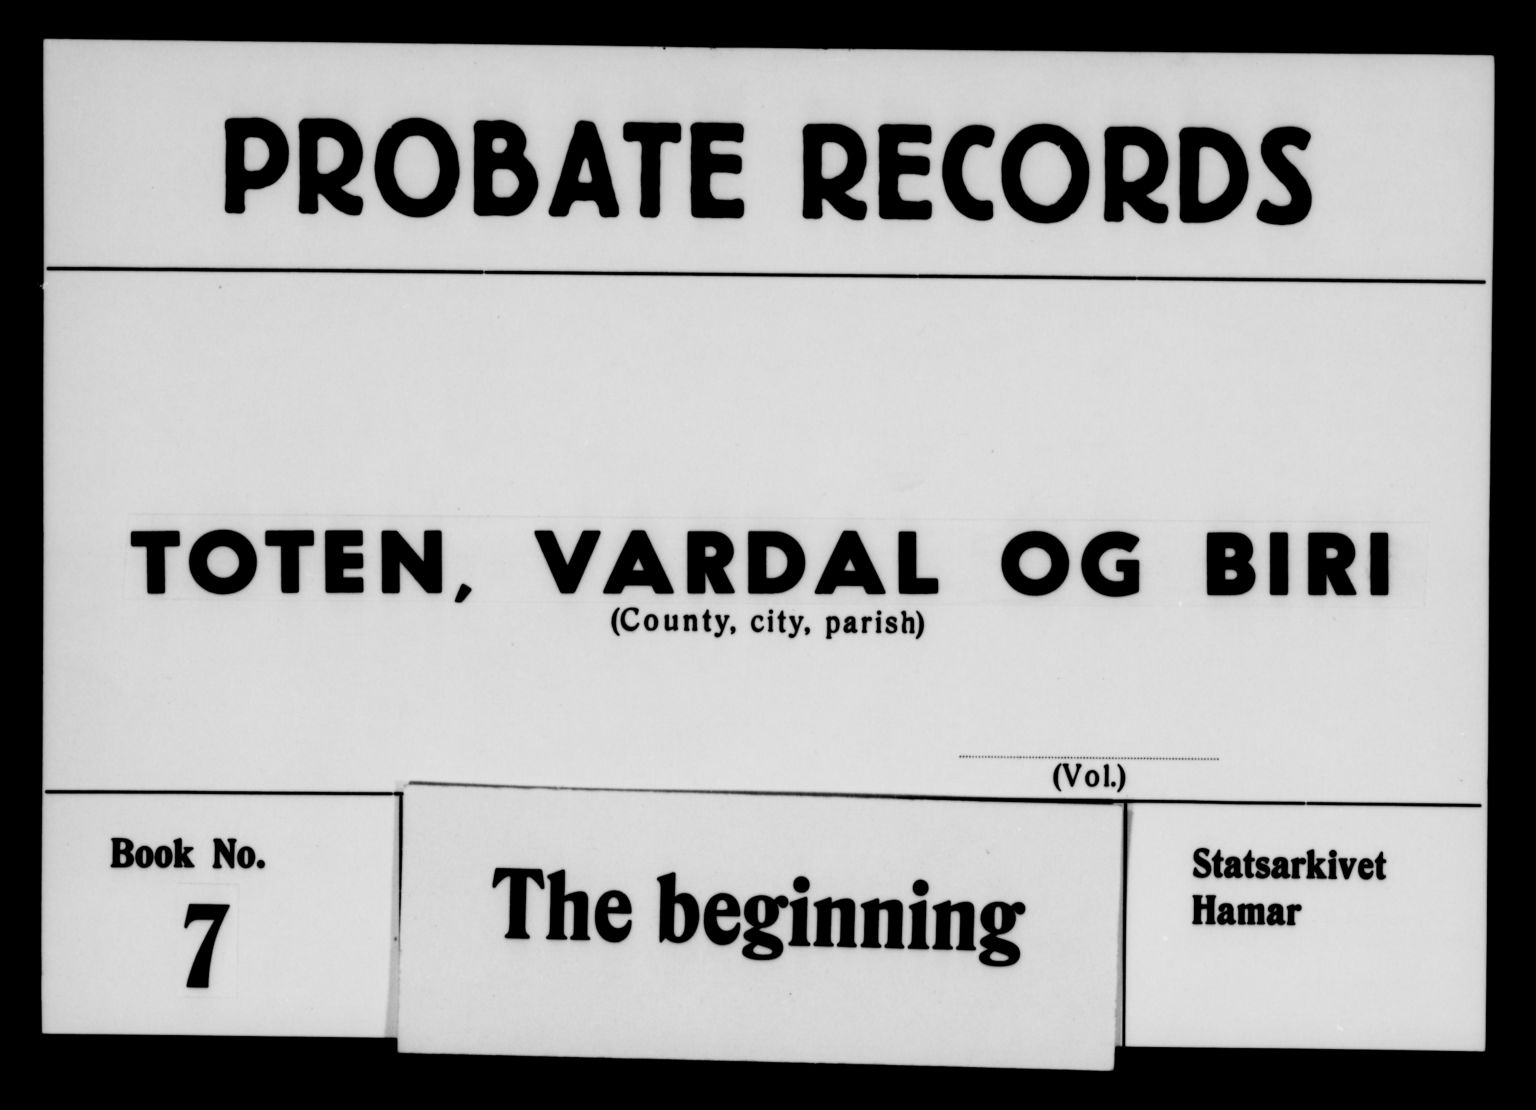 PROBATE RECORDS
TOTEN, VARDAL OG BIRI
(County, city, parish)
(Vol.)
Book No.
7
The beginning
Statsarkivet
Hamar